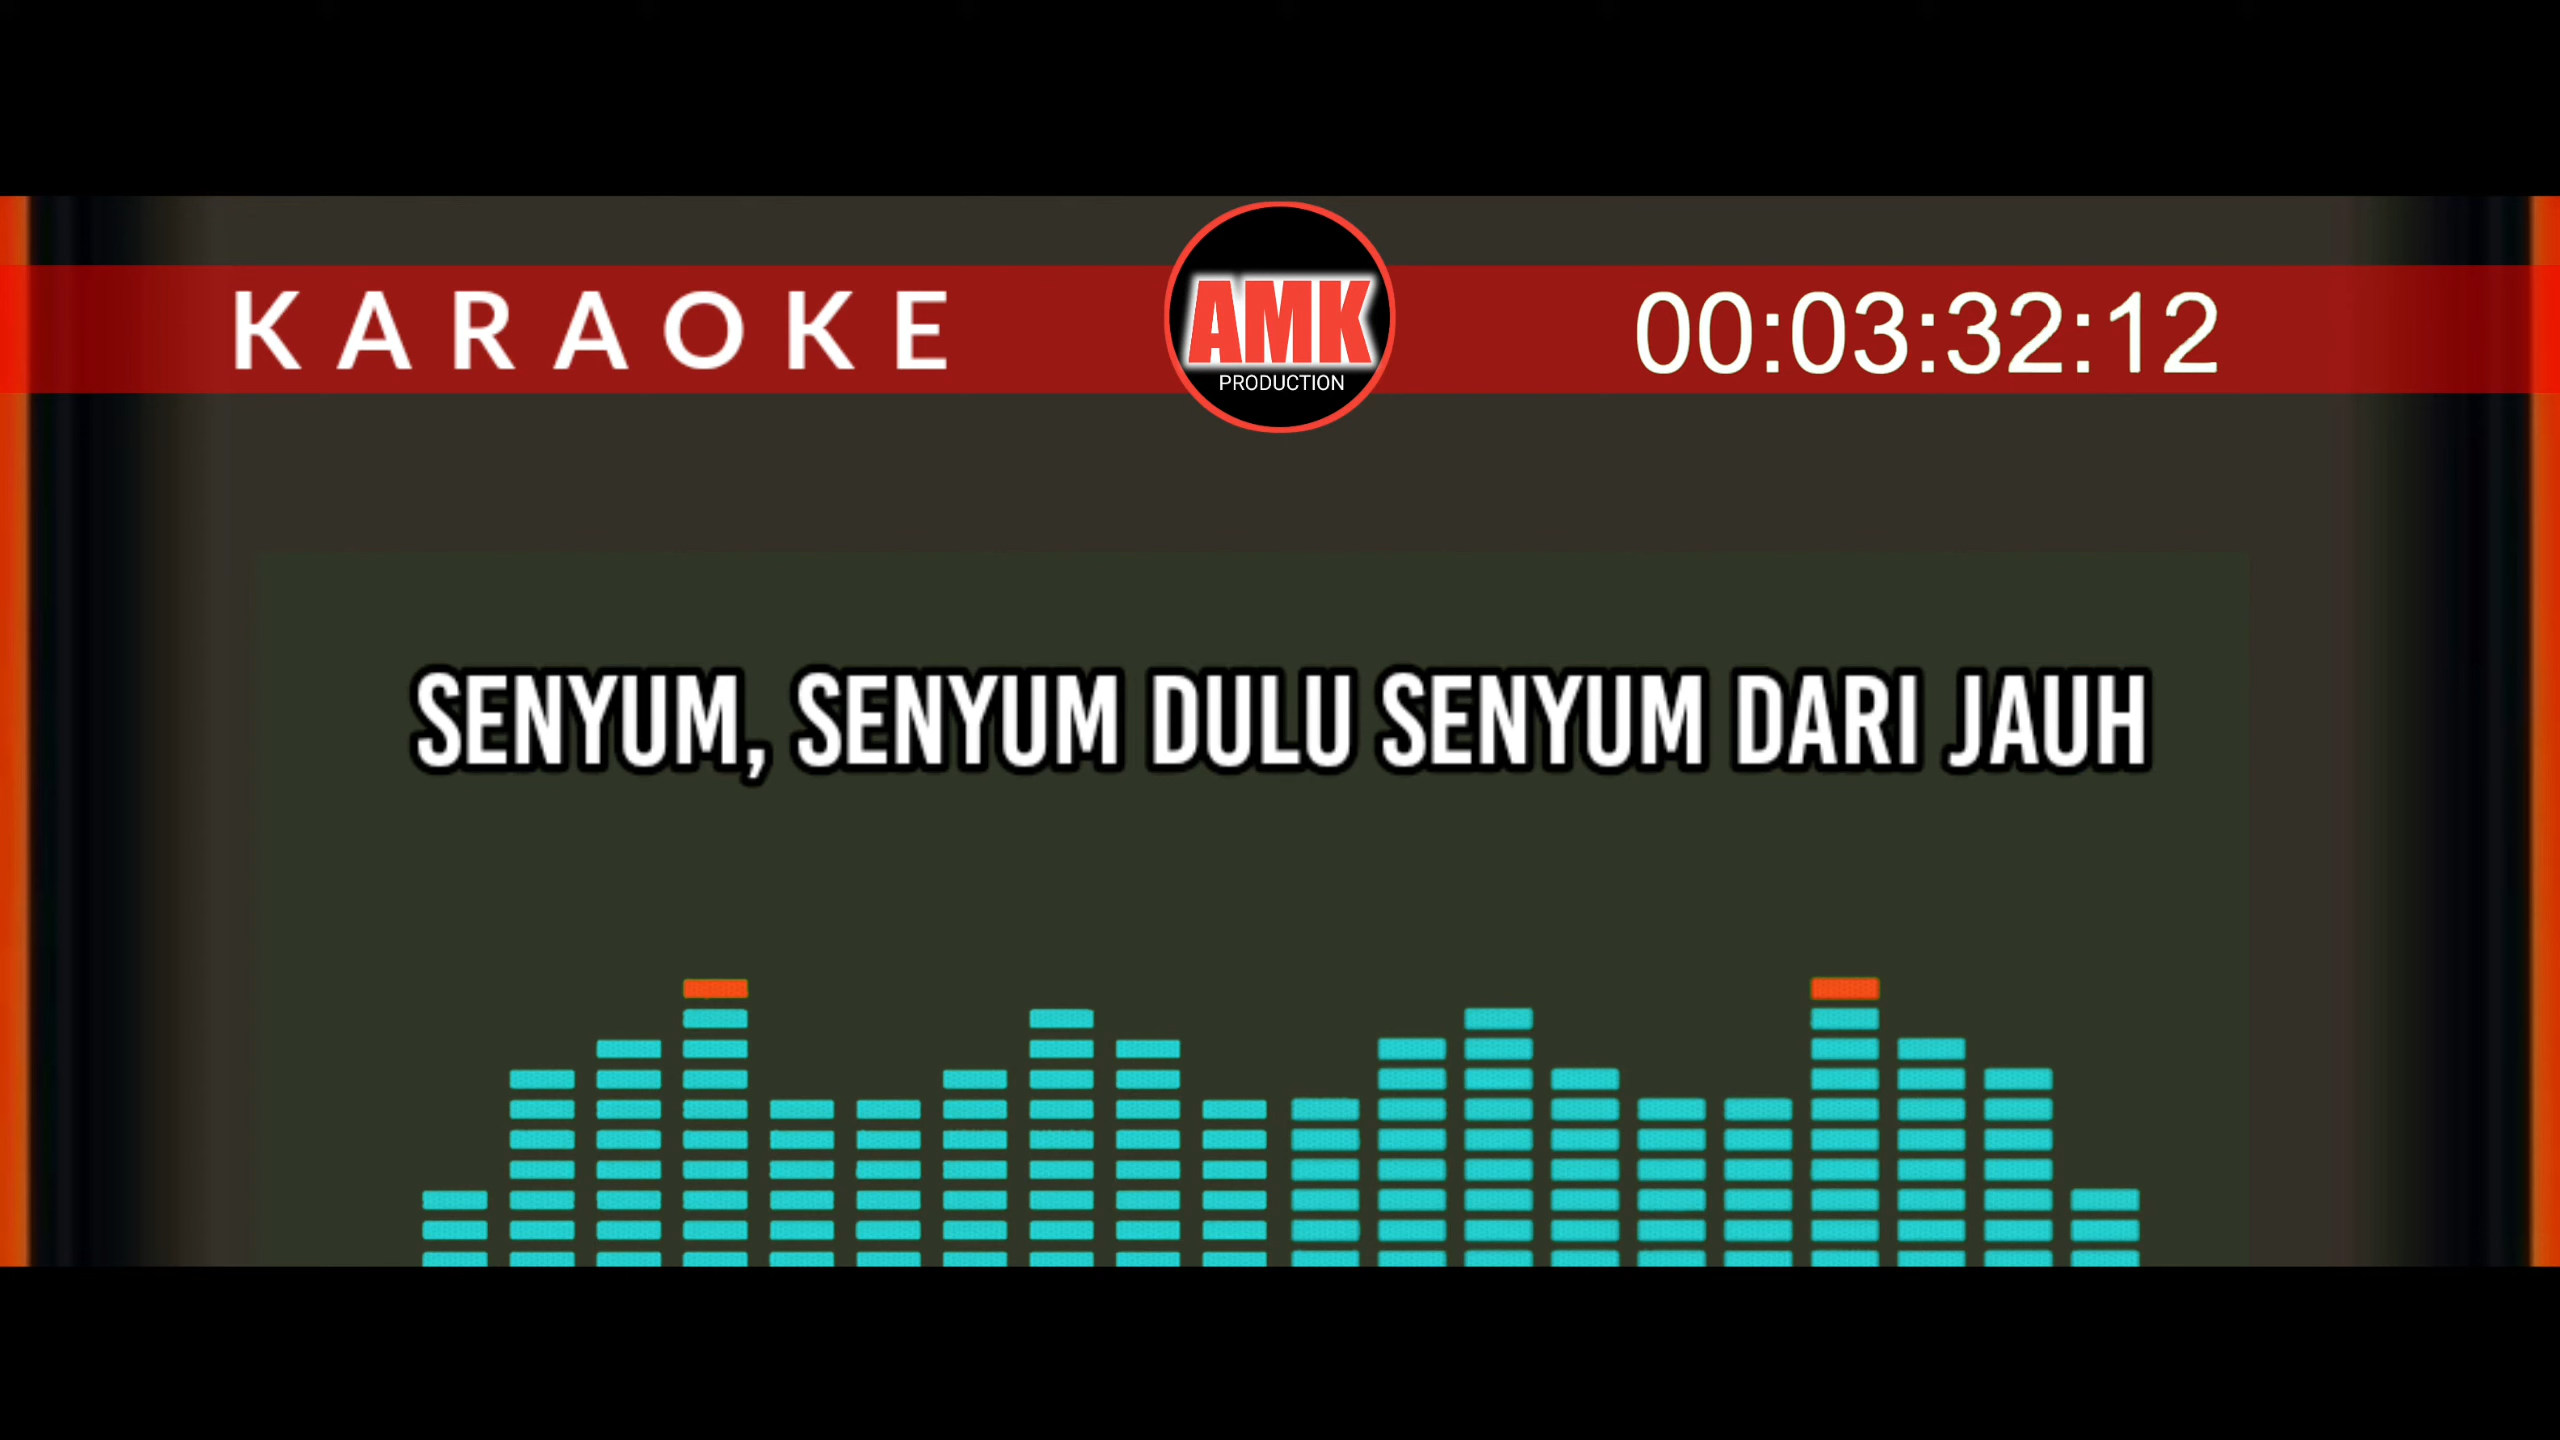 KARAOKE
AMK
PRODUCTION
00:03:32:12
SENYUM, SENYUM DULU SENYUM DARI JAUH